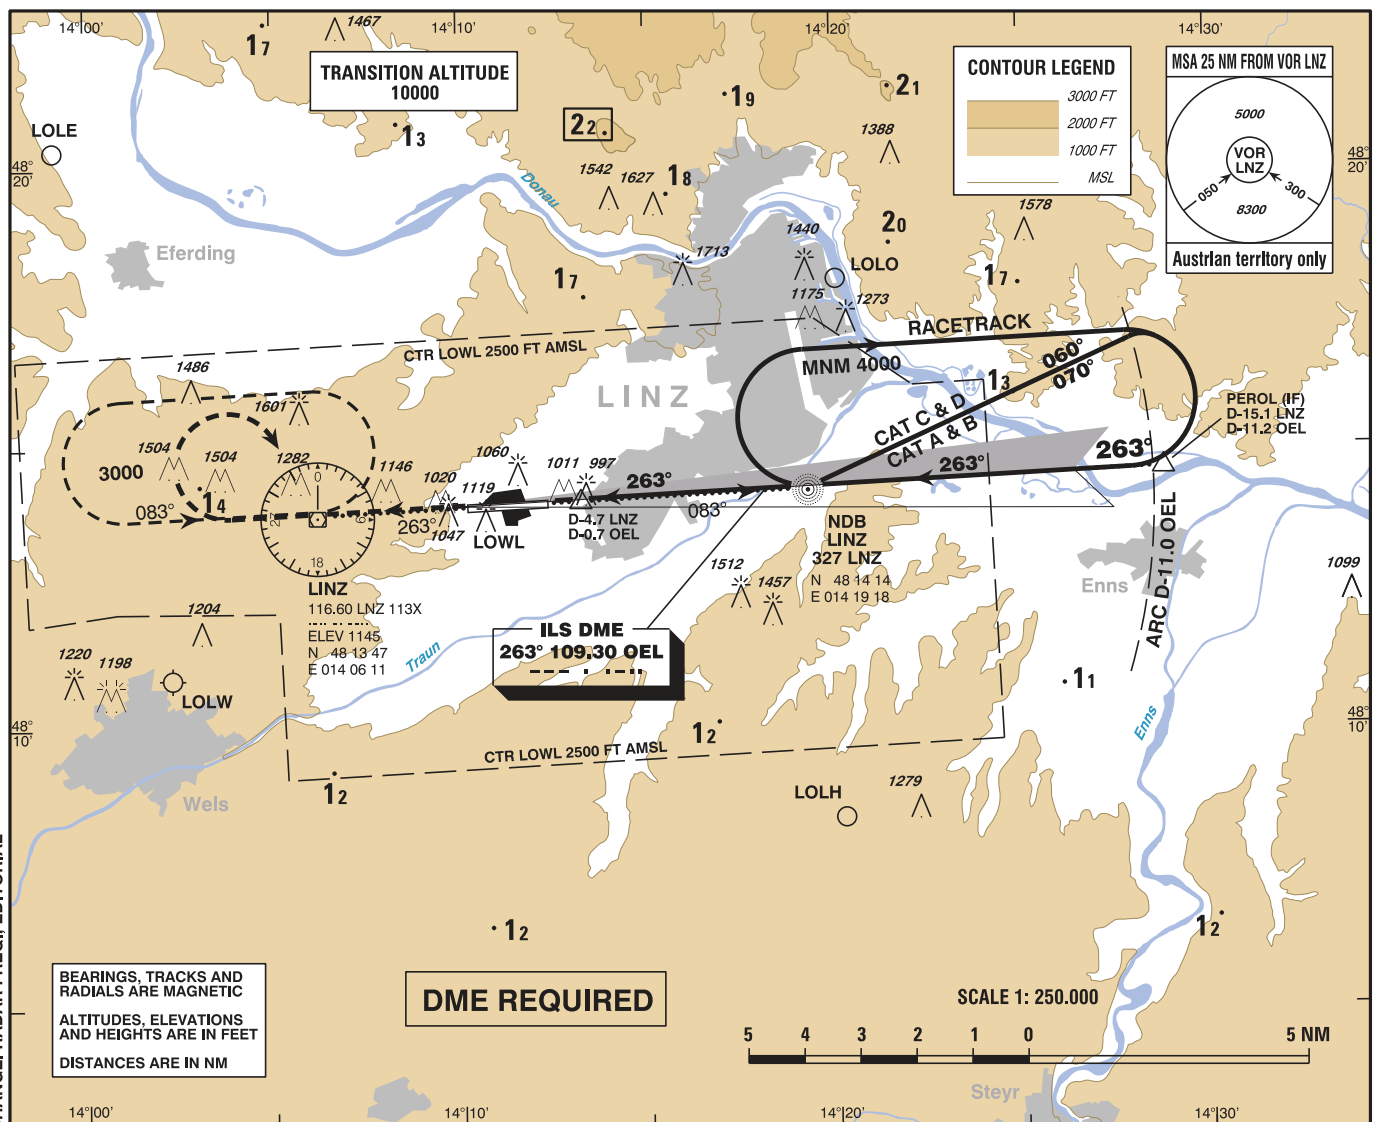 14°00'
14°10'
14°20'
14°30'
1467
17
TRANSITION ALTITUDE
10000
CONTOUR LEGEND
3000 FT
2000 FT
1000 FT
MSL
MSA 25 NM FROM VOR LNZ
5000
VOR
LNZ
050
300
8300
Austrian territory only
LOLE
13
22
19
21
1388
48°
20'
48°
20'
1542
1627
18
Donau
1578
20
Eferding
1713
1440
LOLO
17
17
1175
1273
RACETRACK
CTR LOWL 2500 FT AMSL
MNM 4000
060°
070°
13
1486
LINZ
CAT C & D
CAT A & B
PEROL (IF)
D-15.1 LNZ
D-11.2 OEL
1601
1504
1504
3000
1282
1146
1020
1060
1119
1011
997
263°
263°
263°
14
083°
0
27
9
18
263°
1047
LOWL
D-4.7 LNZ
D-0.7 OEL
083°
NDB
LINZ
327 LNZ
N 48 14 14
E 014 19 18
ARC D-11.0 OEL
Enns
1099
1512
1457
LINZ
116.60 LNZ 113X
ELEV 1145
N 48 13 47
E 014 06 11
1204
Traun
ILS DME
263° 109.30 OEL
1220
1198
LOLW
11
Enns
48°
10'
48°
10'
12
CTR LOWL 2500 FT AMSL
12
Wels
LOLH
1279
12
12
BEARINGS, TRACKS AND
RADIALS ARE MAGNETIC
ALTITUDES, ELEVATIONS
AND HEIGHTS ARE IN FEET
DISTANCES ARE IN NM
DME REQUIRED
SCALE 1: 250.000
5 4 3 2 1 0 5 NM
Steyr
14°00'
14°10'
14°20'
14°30'